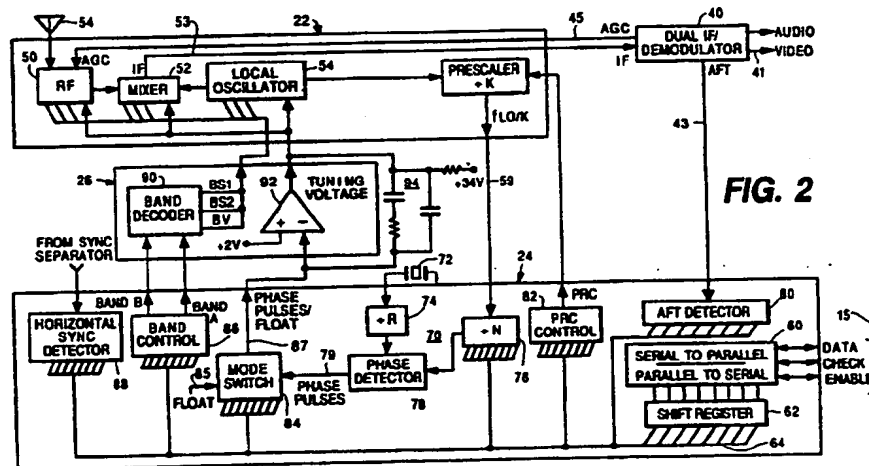 54
53
22
45
AGC
40
DUAL IF/
DEMODULATOR
AUDIO
VIDEO
41
IF
AFT
50
AGC
RF
IF
MIXER
52
LOCAL
OSCILLATOR
54
PRESCALER
÷K
fLO/K
43
26
90
BAND
DECODER
BS1
BS2
BV
92
TUNING
VOLTAGE
+
-
+2V
94
+34V
59
FIG. 2
FROM SYNC
SEPARATOR
72
24
BAND B
BAND
A
PHASE
PULSES/
FLOAT
82
PRC
74
÷R
70
÷N
76
PRC
CONTROL
AFT DETECTOR
80
15
HORIZONTAL
SYNC
DETECTOR
88
BAND
CONTROL
86
87
MODE
SWITCH
84
85
FLOAT
79
PHASE
PULSES
PHASE
DETECTOR
78
60
SERIAL TO PARALLEL
PARALLEL TO SERIAL
DATA
CHECK
ENABLE
SHIFT REGISTER
62
64